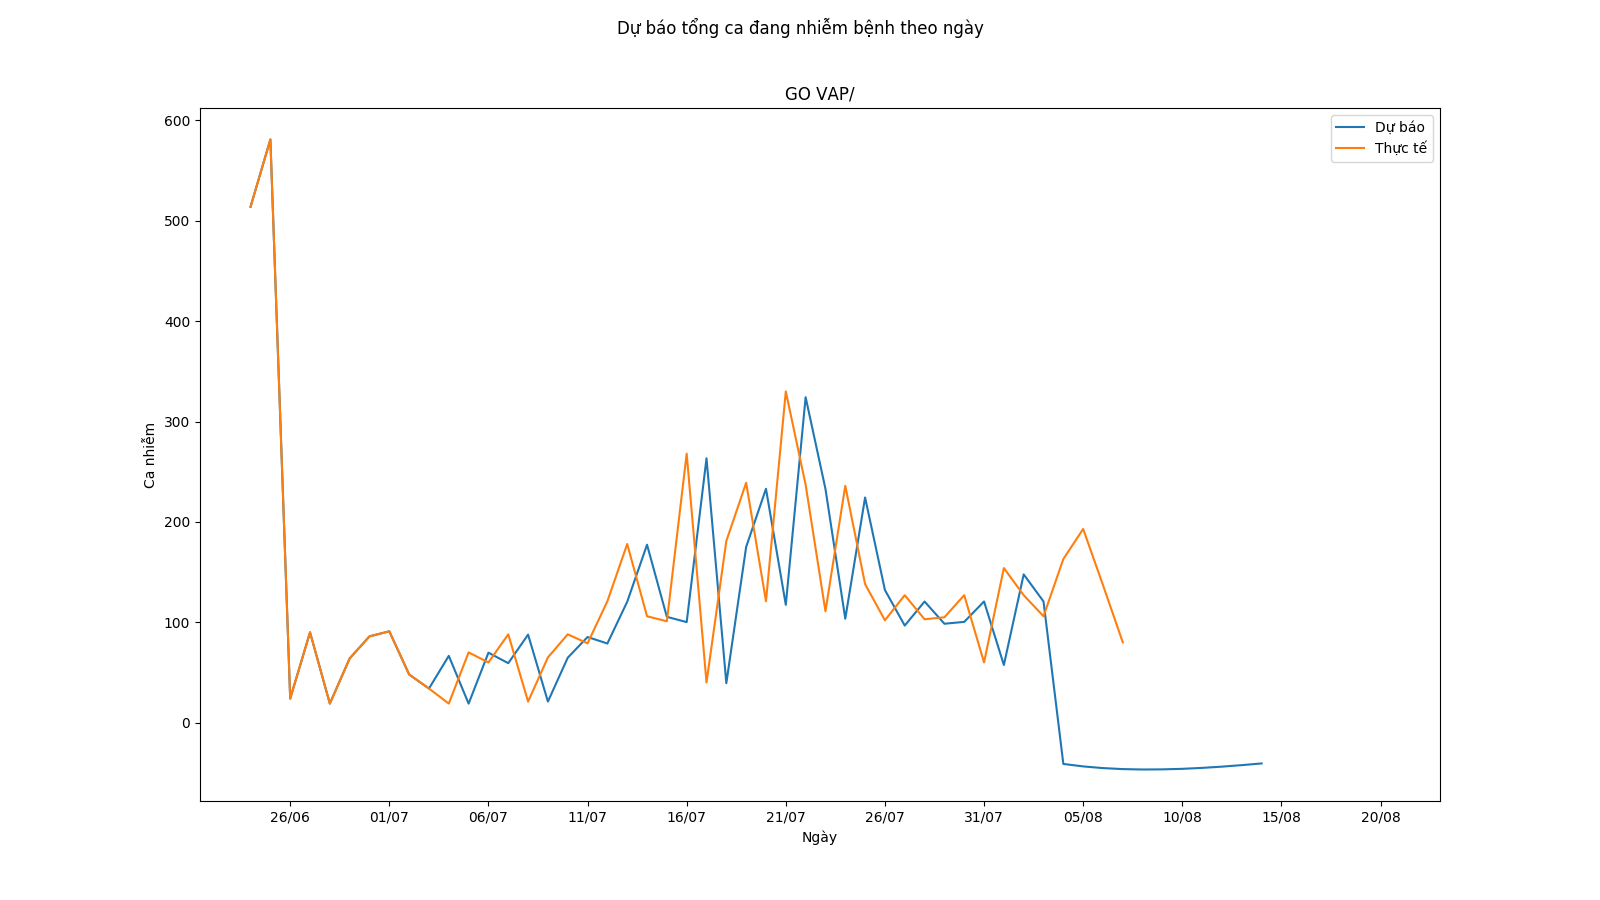 Dự báo tổng ca đang nhiễm bệnh theo ngày
GO VAP/
Dự báo
Thực tế
600
500
400
300
200
100
0
Ca nhiễm
26/06 01/07 06/07 11/07 16/07 21/07 26/07 31/07 05/08 10/08 15/08 20/08
Ngày